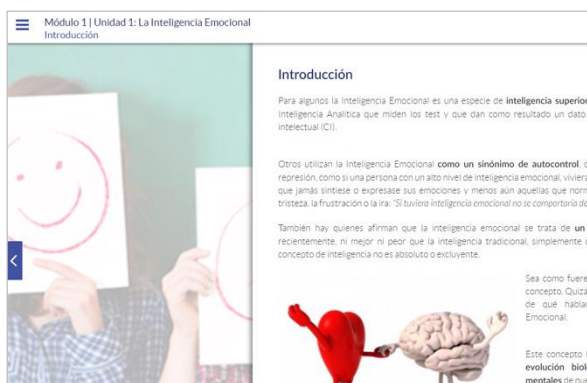 Módulo 1 | Unidad 1: La Inteligencia Emocional
Introducción
Introducción
Para algunos la Inteligencia Emocional es una especie de inteligencia superior
Inteligencia Analítica que miden los test y que dan como resultado un dato
intelectual (CI).
Otros utilizan la Inteligencia Emocional como un sinónimo de autocontrol,
represión, como si una persona con un alto nivel de inteligencia emocional, viviera
que jamás sintiese o expresase sus emociones y menos aún aquellas que
tristeza, la frustración o la ira: "Si tuviera inteligencia emocional no se comportaría
También hay quienes afirman que la inteligencia emocional se trata de un
recientemente, ni mejor ni peor que la inteligencia tradicional, simplemente
concepto de inteligencia no es absoluto o excluyente.
Sea como fuere
concepto. Quizá
de qué
Emocional.
Este concepto
evolución
mentales de